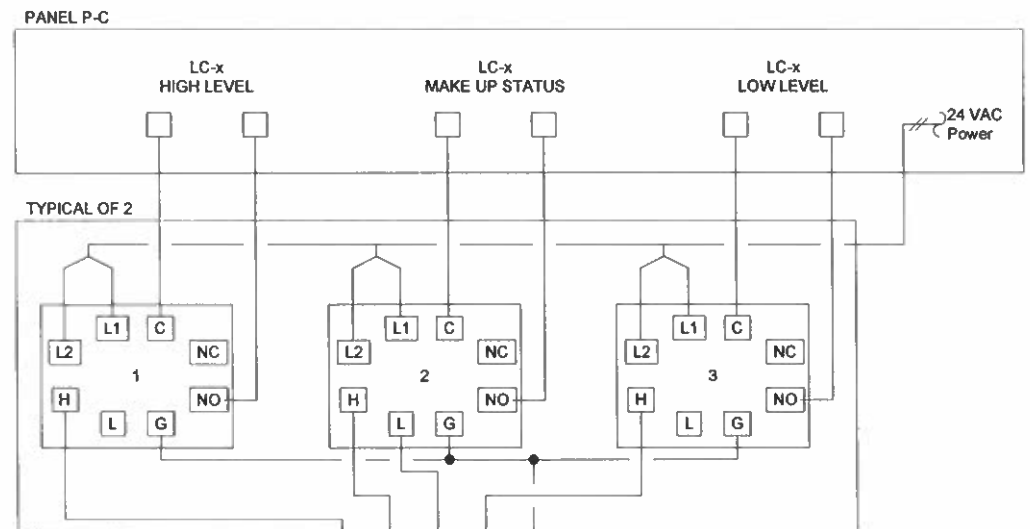 PANEL P-C
LC-x
HIGH LEVEL
LC-x
MAKE UP STATUS
LC-x
LOW LEVEL
24 VAC
Power
TYPICAL OF 2
L1 C
L2 NC
1
H NO
L G
L1 C
L2 NC
2
H NO
L G
L1 C
L2 NC
3
H NO
L G